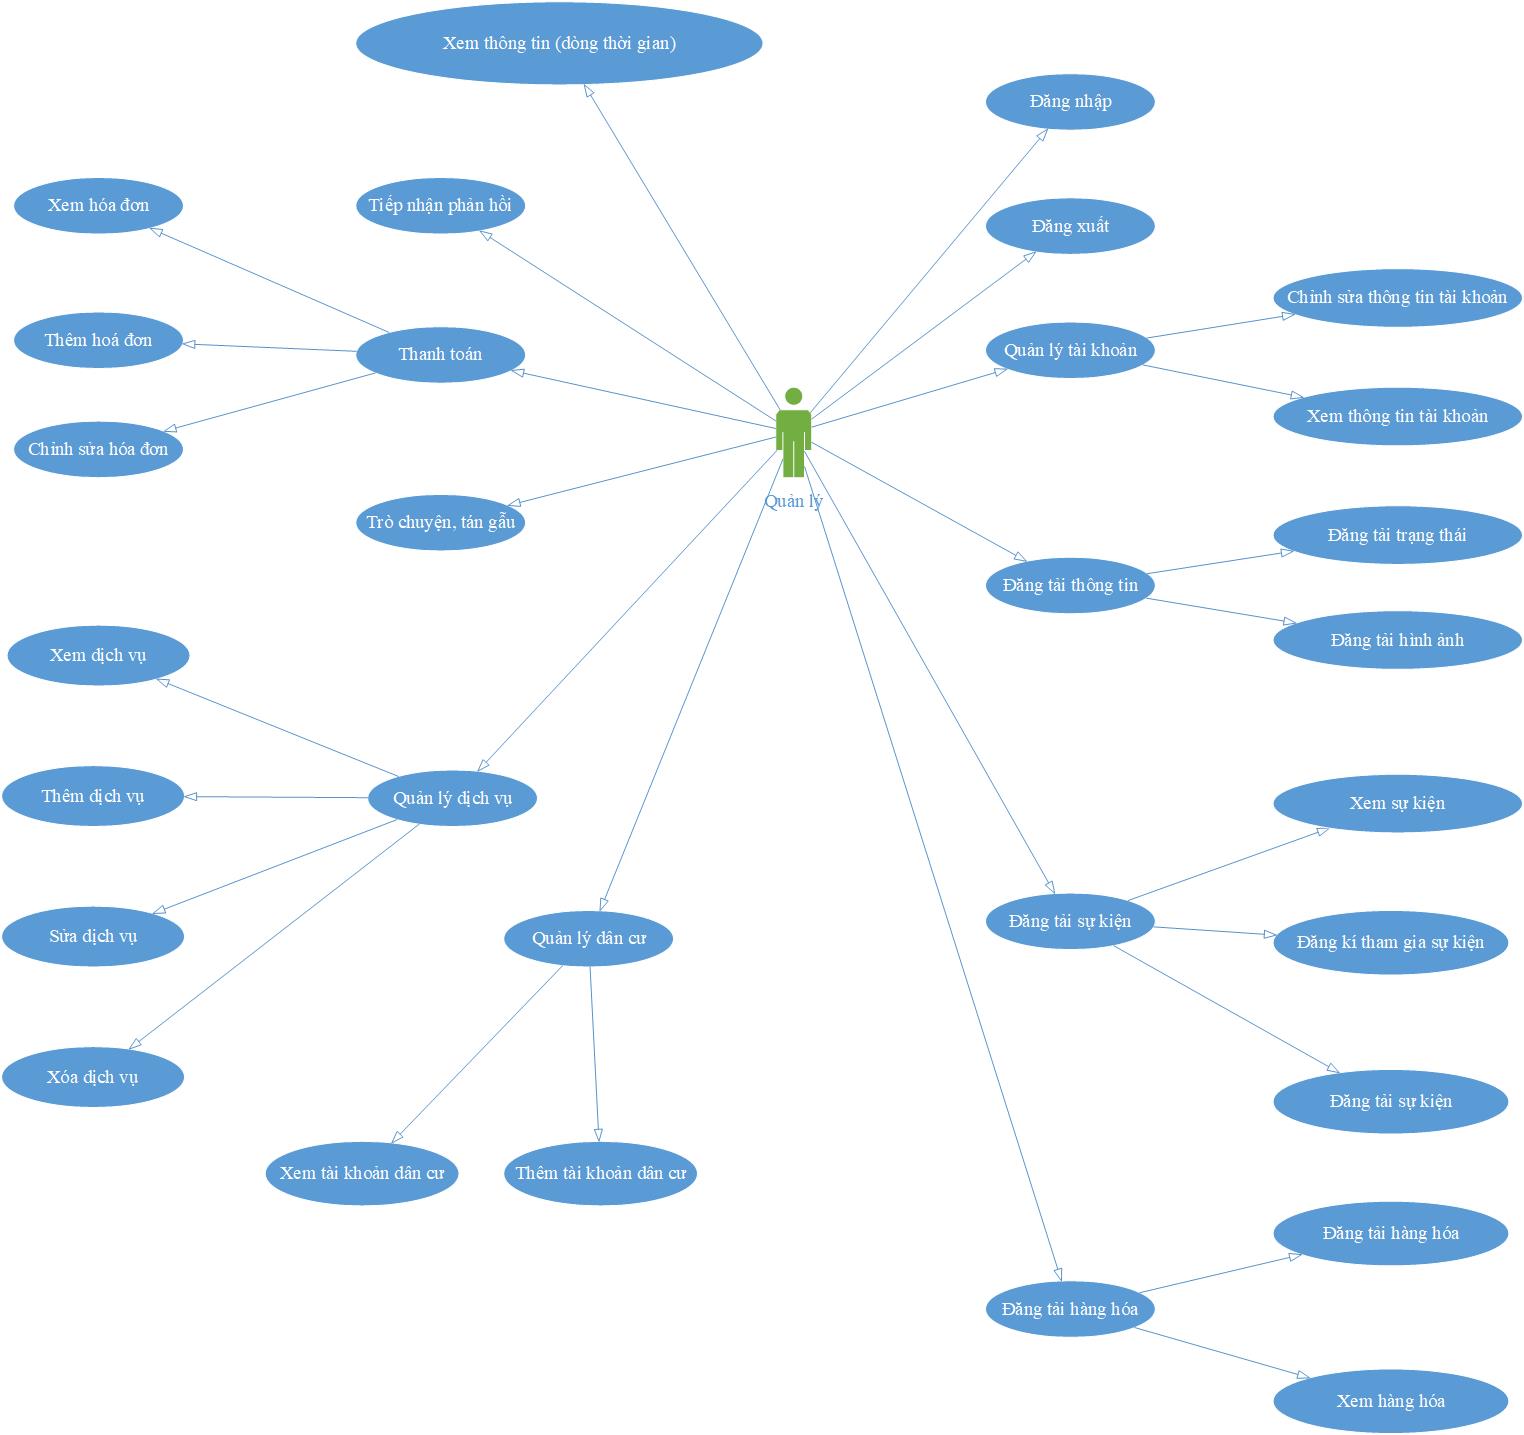 Xem thông tin (dòng thời gian)
Đăng nhập
Xem hóa đơn
Tiếp nhận phản hồi
Đăng xuất
Chỉnh sửa thông tin tài khoản
Thêm hoá đơn
Thanh toán
Quản lý tài khoản
Xem thông tin tài khoản
Chỉnh sửa hóa đơn
Quản lý
Trò chuyện, tán gẫu
Đăng tải trạng thái
Đăng tải thông tin
Đăng tải hình ảnh
Xem dịch vụ
Thêm dịch vụ
Quản lý dịch vụ
Xem sự kiện
Sửa dịch vụ
Quản lý dân cư
Đăng tải sự kiện
Đăng kí tham gia sự kiện
Xóa dịch vụ
Đăng tải sự kiện
Xem tài khoản dân cư
Thêm tài khoản dân cư
Đăng tải hàng hóa
Đăng tải hàng hóa
Xem hàng hóa